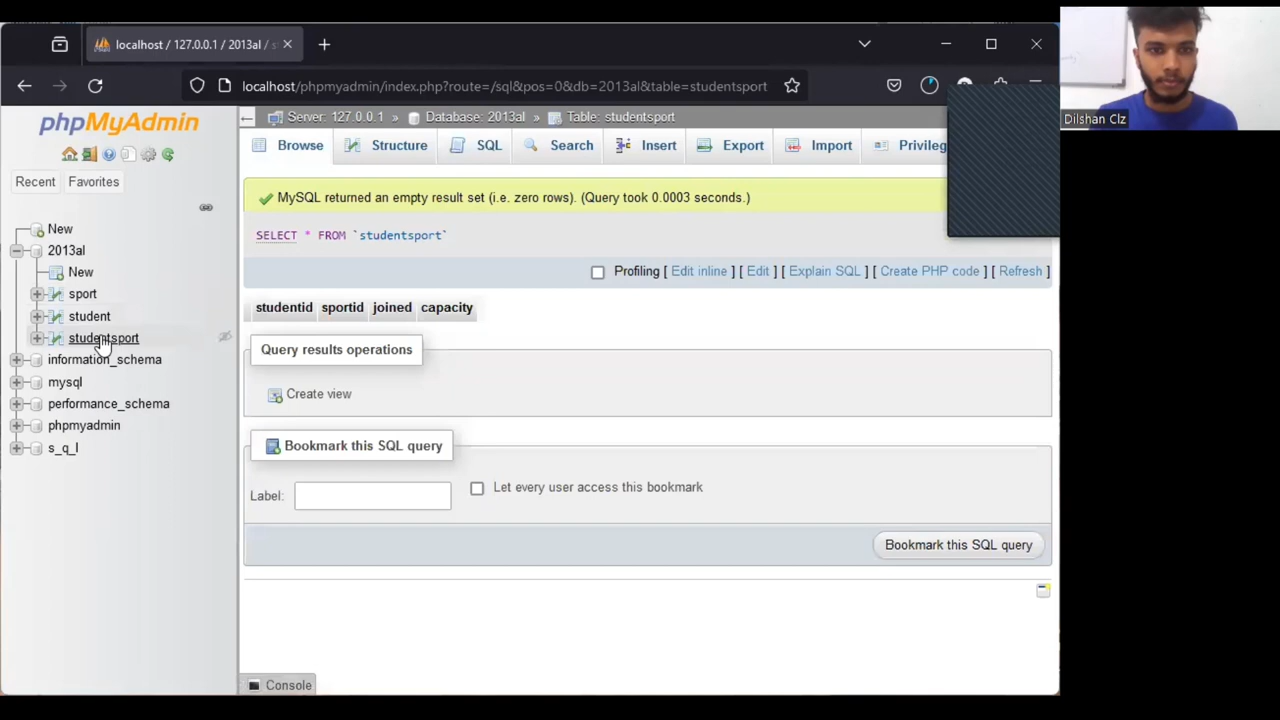 localhost / 127.0.0.1 / 2013al / s
localhost/phpmyadmin/index.php?route=/sql&pos=0&db=2013al&table=studentsport
Dilshan Clz
phpMyAdmin
Recent Favorites
New
2013al
New
sport
student
studentsport
information_schema
mysql
performance_schema
phpmyadmin
s_q_l
Server: 127.0.0.1 » Database: 2013al » Table: studentsport
Browse Structure SQL Search Insert Export Import Privileg
MySQL returned an empty result set (i.e. zero rows). (Query took 0.0003 seconds.)
SELECT * FROM `studentsport`
Profiling [ Edit inline ] [ Edit ] [ Explain SQL ] [ Create PHP code ] [ Refresh ]
studentid sportid joined capacity
Query results operations
Create view
Bookmark this SQL query
Label: Let every user access this bookmark
Bookmark this SQL query
Console